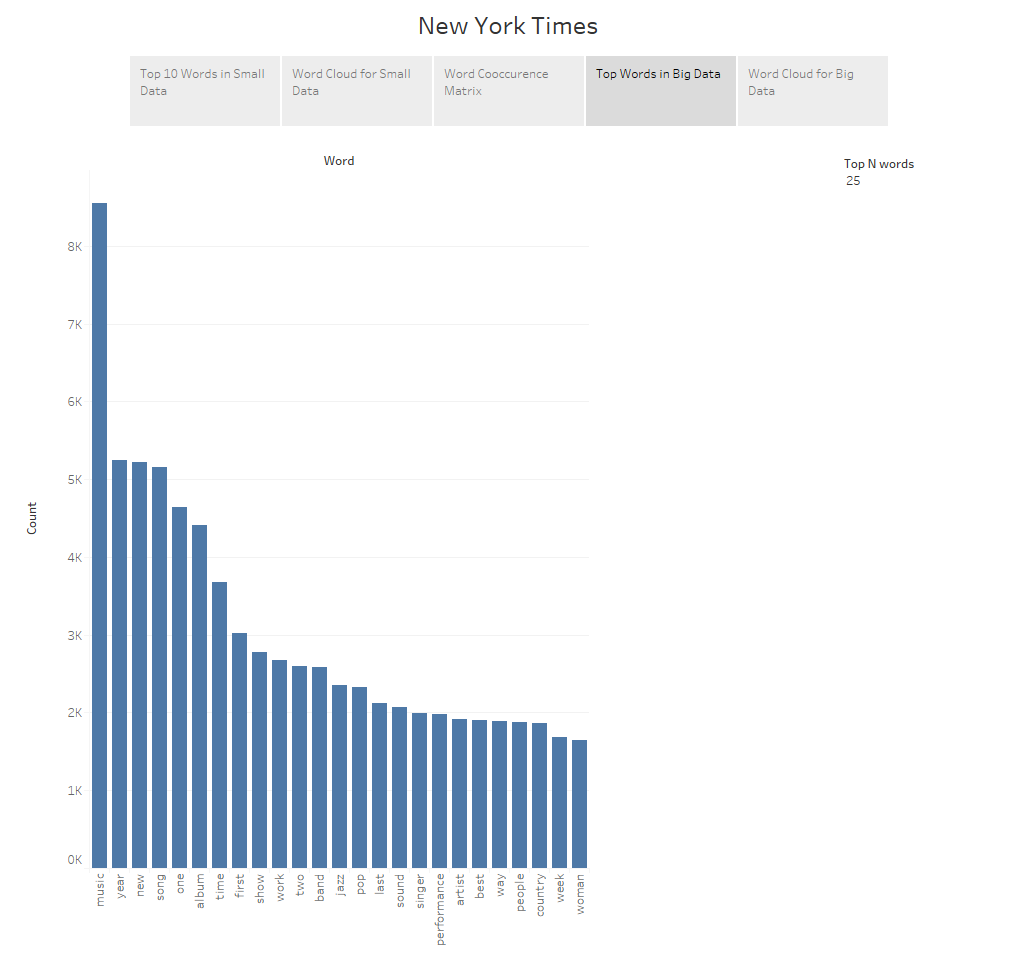 New York Times
Top 10 Words in Small
Data
Word Cloud for Small
Data
Word Cooccurence
Matrix
Top Words in Big Data
Word Cloud for Big
Data
Word
Top N words
25
8K
7K
6K
5K
4K
3K
2K
1K
0K
Count
music
year
new
song
one
album
time
first
show
work
two
band
jazz
pop
last
sound
singer
performance
artist
best
way
people
country
week
woman